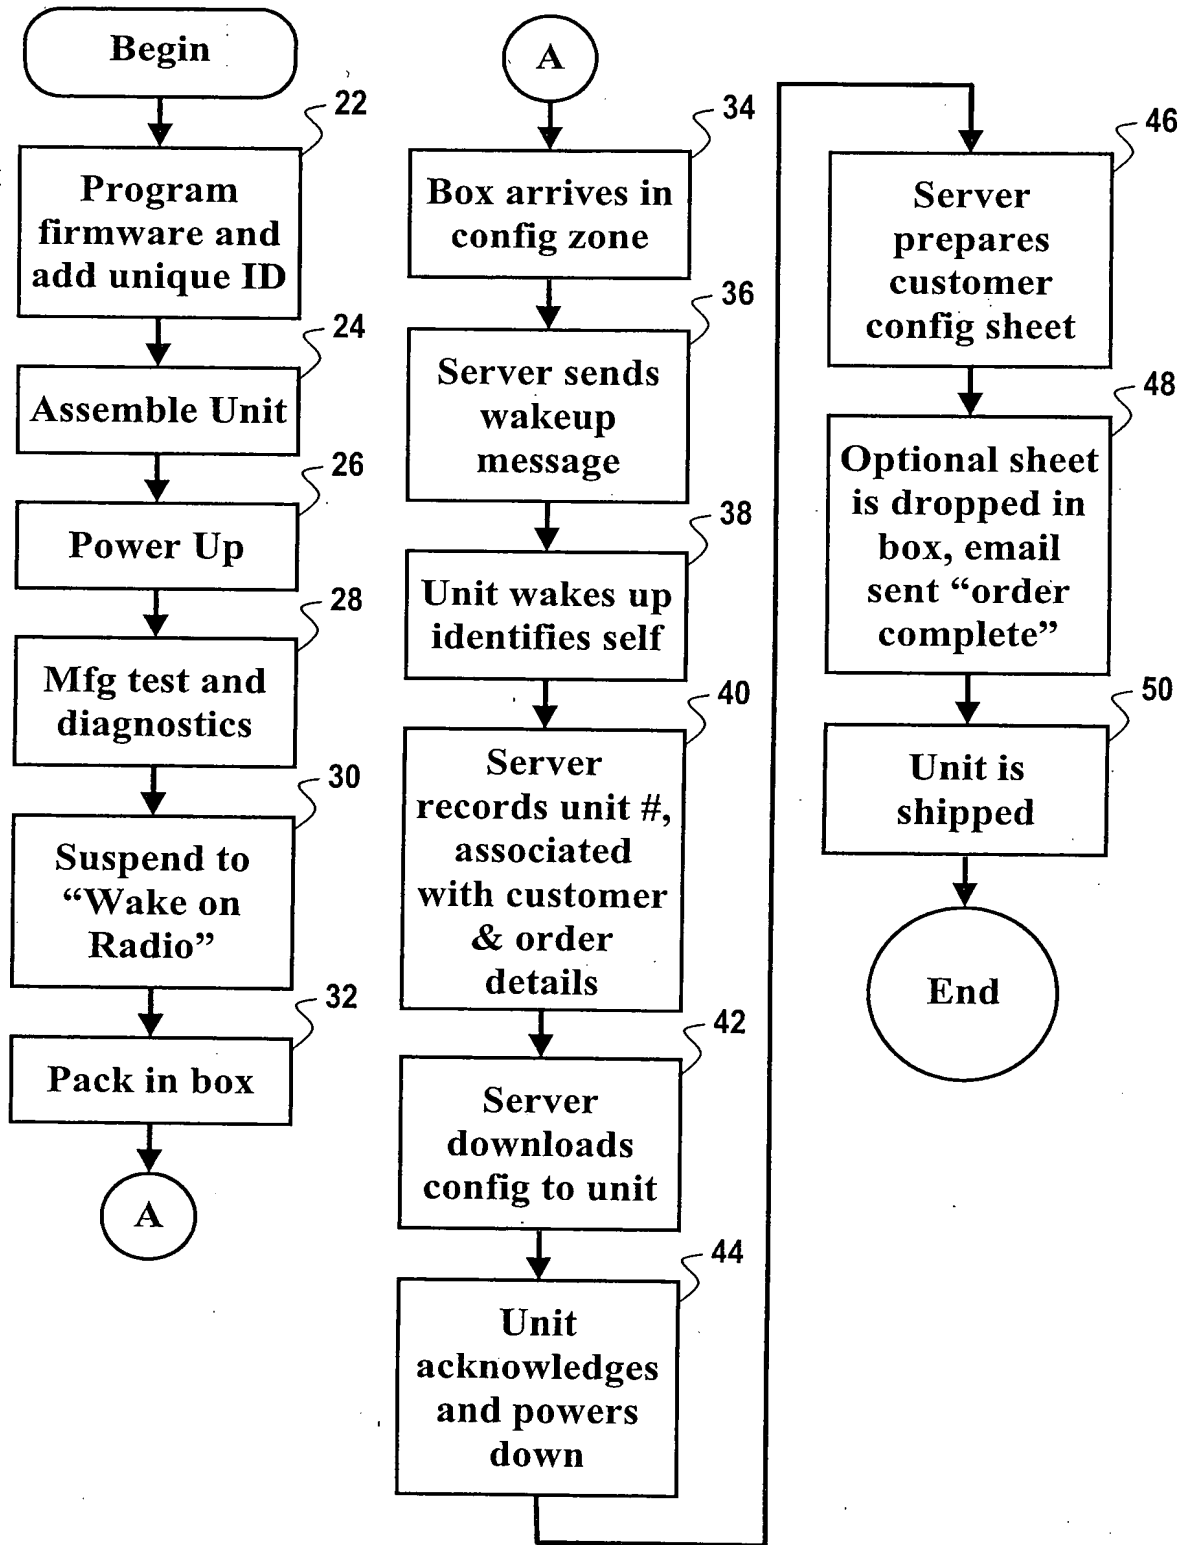 Begin
22
Program
firmware and
add unique ID
24
Assemble Unit
26
Power Up
28
Mfg test and
diagnostics
30
Suspend to
“Wake on
Radio”
32
Pack in box
A
A
34
Box arrives in
config zone
36
Server sends
wakeup
message
38
Unit wakes up
identifies self
40
Server
records unit #,
associated
with customer
& order
details
42
Server
downloads
config to unit
44
Unit
acknowledges
and powers
down
46
Server
prepares
customer
config sheet
48
Optional sheet
is dropped in
box, email
sent “order
complete”
50
Unit is
shipped
End